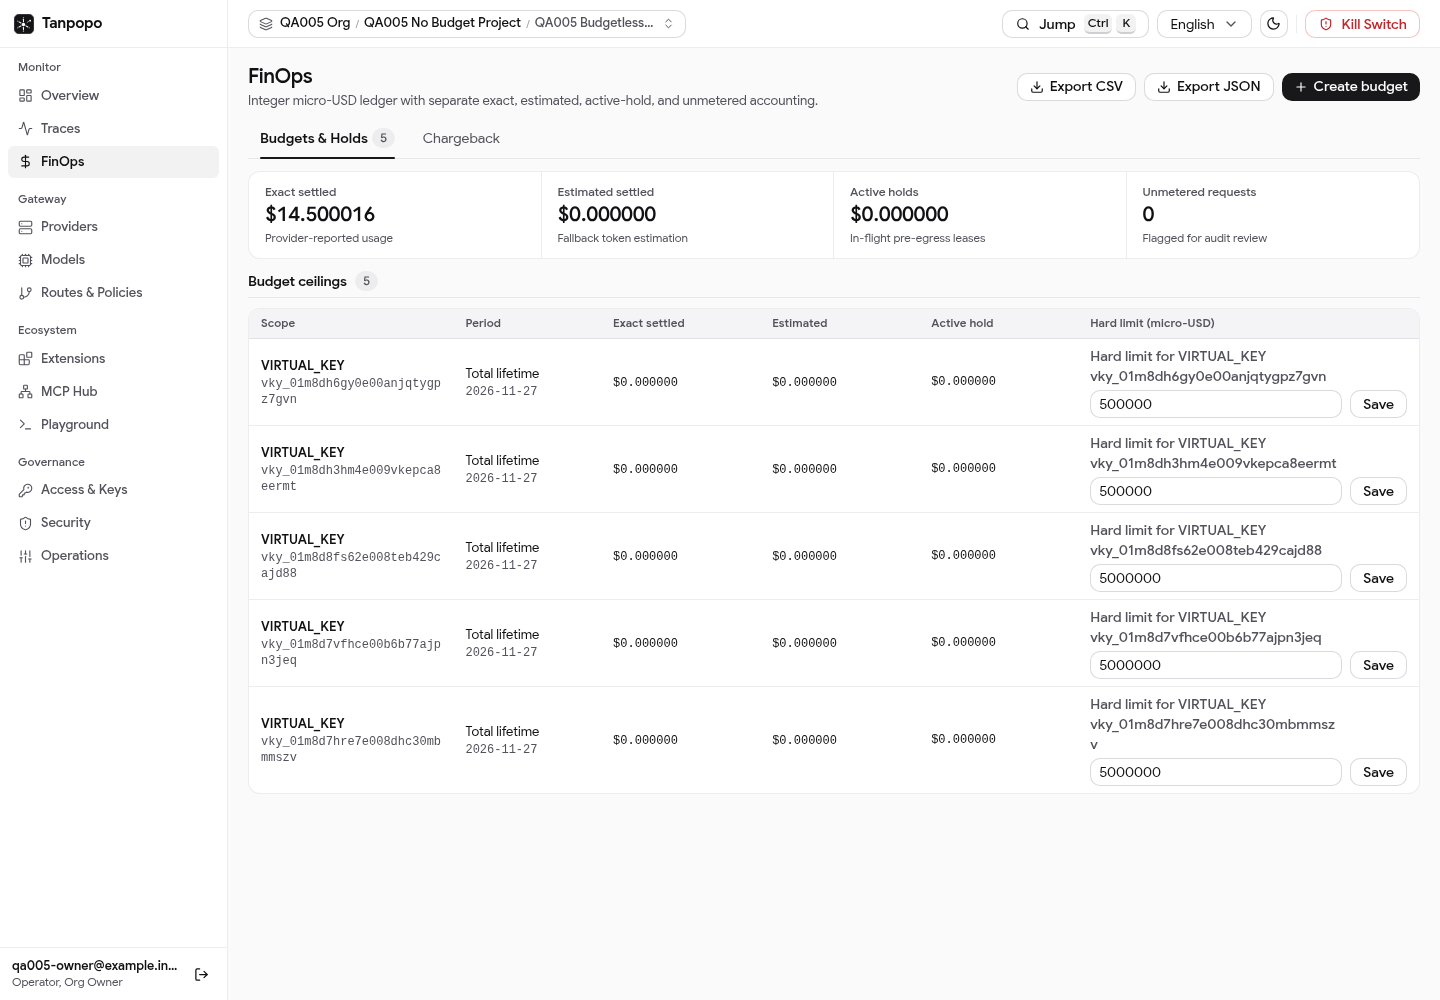 Tanpopo
QA005 Org / QA005 No Budget Project / QA005 Budgetless...
Jump Ctrl K
English
Kill Switch
Monitor
Overview
Traces
FinOps
Gateway
Providers
Models
Routes & Policies
Ecosystem
Extensions
MCP Hub
Playground
Governance
Access & Keys
Security
Operations
qa005-owner@example.in...
Operator, Org Owner
FinOps
Integer micro-USD ledger with separate exact, estimated, active-hold, and unmetered accounting.
Export CSV
Export JSON
Create budget
Budgets & Holds 5
Chargeback
Exact settled
$14.500016
Provider-reported usage
Estimated settled
$0.000000
Fallback token estimation
Active holds
$0.000000
In-flight pre-egress leases
Unmetered requests
0
Flagged for audit review
Budget ceilings 5
Scope Period Exact settled Estimated Active hold Hard limit (micro-USD)
VIRTUAL_KEY
vky_01m8dh6gy0e00anjqtygp
z7gvn
Total lifetime
2026-11-27
$0.000000
$0.000000
$0.000000
Hard limit for VIRTUAL_KEY
vky_01m8dh6gy0e00anjqtygpz7gvn
500000
Save
VIRTUAL_KEY
vky_01m8dh3hm4e009vkepca8
eermt
Total lifetime
2026-11-27
$0.000000
$0.000000
$0.000000
Hard limit for VIRTUAL_KEY
vky_01m8dh3hm4e009vkepca8eermt
500000
Save
VIRTUAL_KEY
vky_01m8d8fs62e008teb429c
ajd88
Total lifetime
2026-11-27
$0.000000
$0.000000
$0.000000
Hard limit for VIRTUAL_KEY
vky_01m8d8fs62e008teb429cajd88
5000000
Save
VIRTUAL_KEY
vky_01m8d7vfhce00b6b77ajp
n3jeq
Total lifetime
2026-11-27
$0.000000
$0.000000
$0.000000
Hard limit for VIRTUAL_KEY
vky_01m8d7vfhce00b6b77ajpn3jeq
5000000
Save
VIRTUAL_KEY
vky_01m8d7hre7e008dhc30mb
mmszv
Total lifetime
2026-11-27
$0.000000
$0.000000
$0.000000
Hard limit for VIRTUAL_KEY
vky_01m8d7hre7e008dhc30mbmmsz
v
5000000
Save